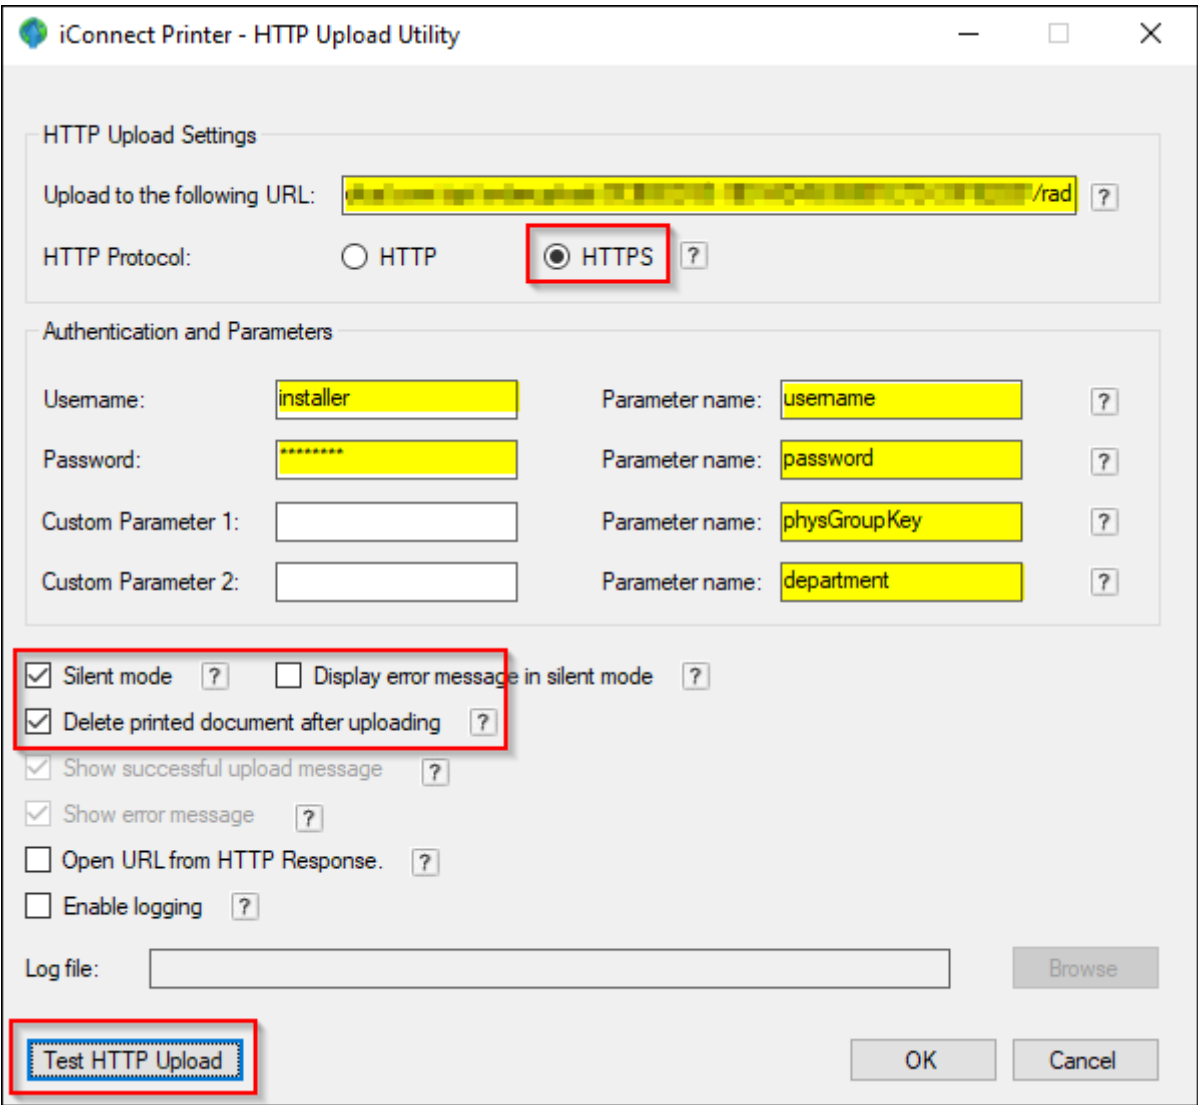 iConnect Printer - HTTP Upload Utility
HTTP Upload Settings
Upload to the following URL: /rad ?
HTTP Protocol: HTTP HTTPS ?
Authentication and Parameters
Username: installer Parameter name: username ?
Password: ******** Parameter name: password ?
Custom Parameter 1: Parameter name: physGroupKey ?
Custom Parameter 2: Parameter name: department ?
Silent mode ? Display error message in silent mode ?
Delete printed document after uploading ?
Show successful upload message ?
Show error message ?
Open URL from HTTP Response. ?
Enable logging ?
Log file: Browse
Test HTTP Upload OK Cancel